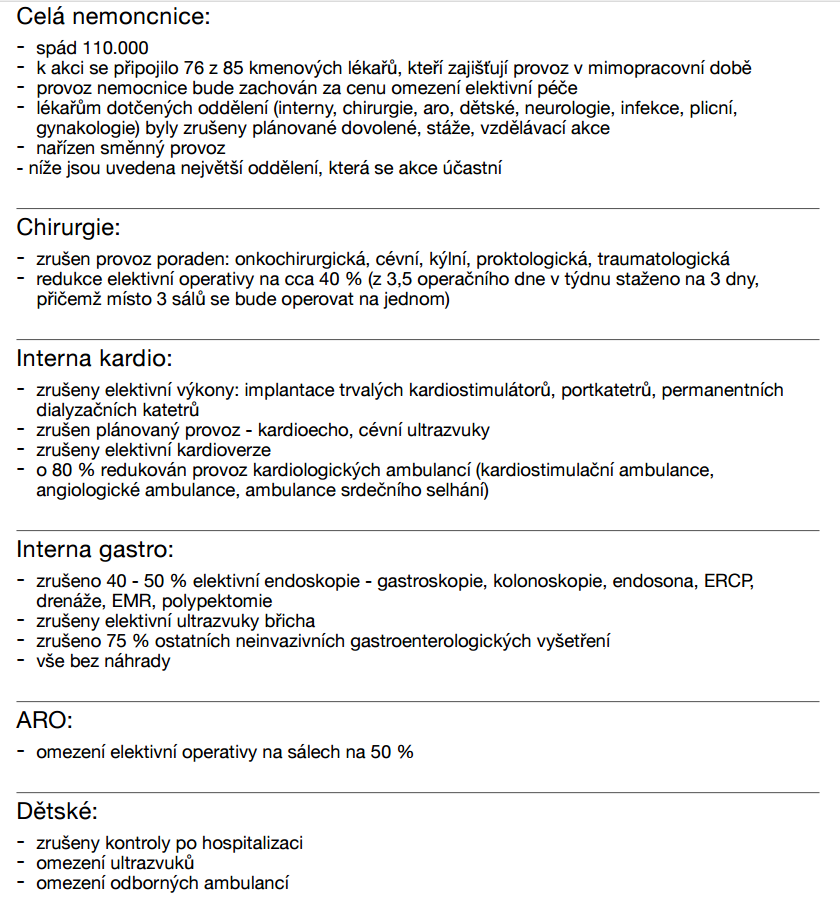 Celá nemoncnice:
- spád 110.000
- k akci se připojilo 76 z 85 kmenových lékařů, kteří zajišťují provoz v mimopracovní době
- provoz nemocnice bude zachován za cenu omezení elektivní péče
- lékařům dotčených oddělení (interny, chirurgie, aro, dětské, neurologie, infekce, plicní,
gynakologie) byly zrušeny plánované dovolené, stáže, vzdělávací akce
- nařízen směnný provoz
- níže jsou uvedena největší oddělení, která se akce účastní
Chirurgie:
- zrušen provoz poraden: onkochirurgická, cévní, kýlní, proktologická, traumatologická
- redukce elektivní operativy na cca 40 % (z 3,5 operačního dne v týdnu staženo na 3 dny,
přičemž místo 3 sálů se bude operovat na jednom)
Interna kardio:
- zrušeny elektivní výkony: implantace trvalých kardiostimulátorů, portkatetrů, permanentních
dialyzačních katetrů
- zrušen plánovaný provoz - kardioecho, cévní ultrazvuky
- zrušeny elektivní kardioverze
- o 80 % redukován provoz kardiologických ambulancí (kardiostimulační ambulance,
angiologické ambulance, ambulance srdečního selhání)
Interna gastro:
- zrušeno 40 - 50 % elektivní endoskopie - gastroskopie, kolonoskopie, endosona, ERCP,
drenáže, EMR, polypektomie
- zrušeny elektivní ultrazvuky břicha
- zrušeno 75 % ostatních neinvazivních gastroenterologických vyšetření
- vše bez náhrady
ARO:
- omezení elektivní operativy na sálech na 50 %
Dětské:
- zrušeny kontroly po hospitalizaci
- omezení ultrazvuků
- omezení odborných ambulancí